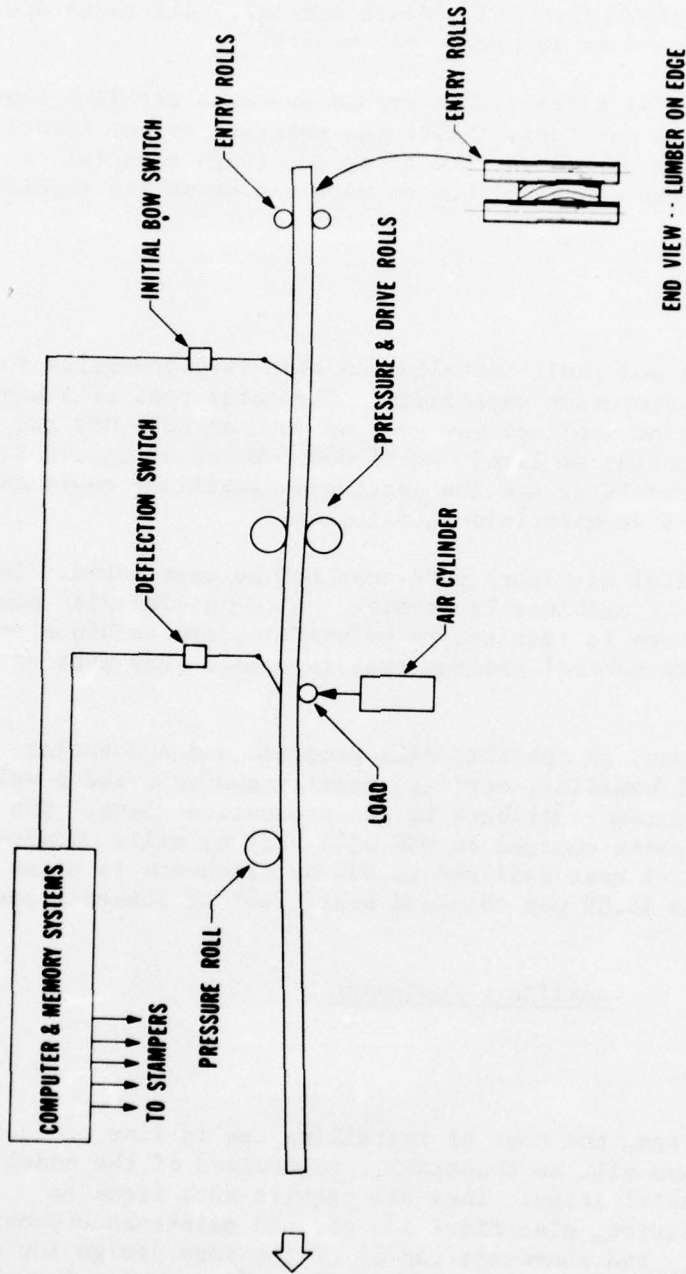 COMPUTER & MEMORY SYSTEMS
TO STAMPERS
DEFLECTION SWITCH
INITIAL BOW SWITCH
ENTRY ROLLS
PRESSURE ROLL
LOAD
AIR CYLINDER
PRESSURE & DRIVE ROLLS
ENTRY ROLLS
END VIEW -- LUMBER ON EDGE